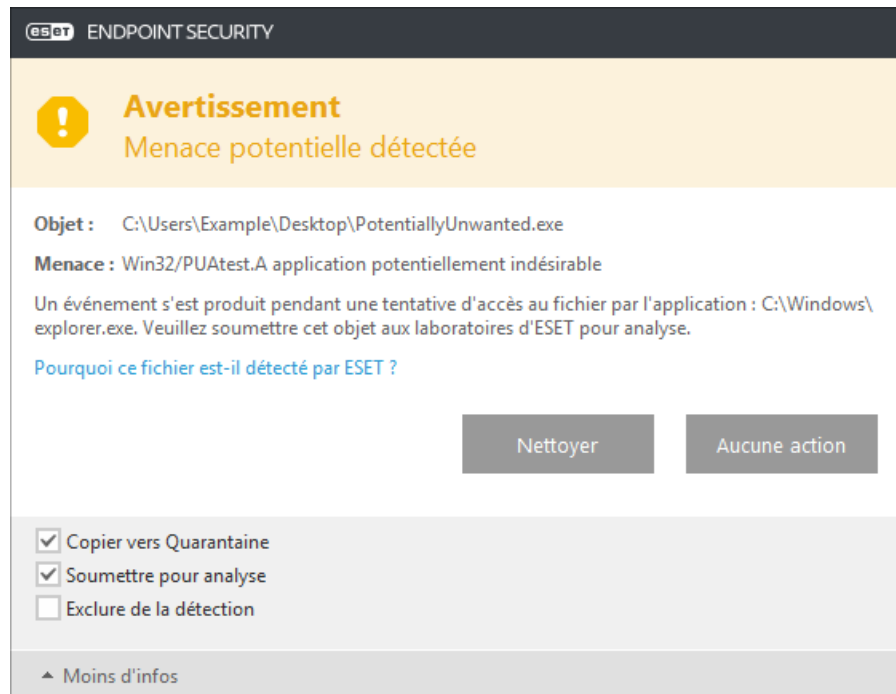 eset ENDPOINT SECURITY
Avertissement
Menace potentielle détectée
Objet : C:\Users\Example\Desktop\PotentiallyUnwanted.exe
Menace : Win32/PUAtest.A application potentiellement indésirable
Un événement s'est produit pendant une tentative d'accès au fichier par l'application : C:\Windows\
explorer.exe. Veuillez soumettre cet objet aux laboratoires d'ESET pour analyse.
Pourquoi ce fichier est-il détecté par ESET ?
Nettoyer Aucune action
Copier vers Quarantaine
Soumettre pour analyse
Exclure de la détection
Moins d'infos